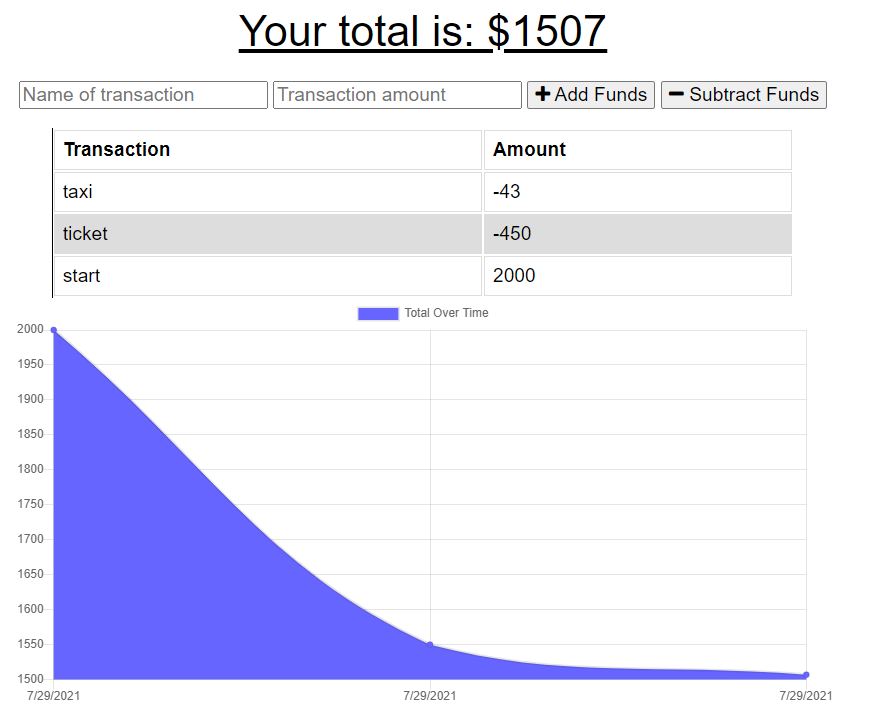 Your total is: $1507
Name of transaction Transaction amount Add Funds Subtract Funds
Transaction Amount
taxi -43
ticket -450
start 2000
Total Over Time
2000
1950
1900
1850
1800
1750
1700
1650
1600
1550
1500
7/29/2021 7/29/2021 7/29/2021